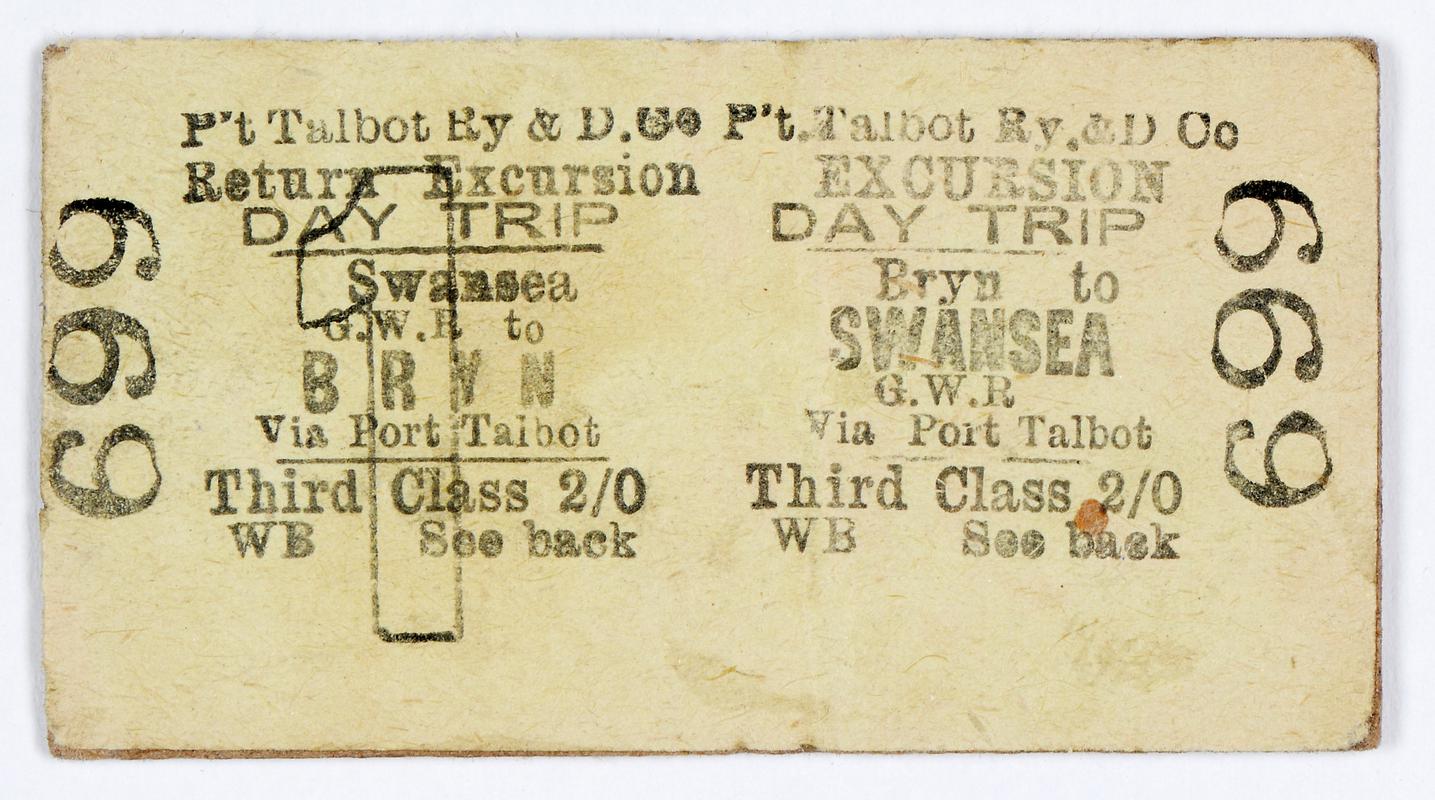 P't Talbot Ry & D.Co
Return Excursion
DAY TRIP
Swansea
G.W.R to
BRYN
Via Port Talbot
Third Class 2/0
WB See back
669
P't.Talbot Ry.&D Co
EXCURSION
DAY TRIP
Bryn to
SWANSEA
G.W.R
Via Port Talbot
Third Class 2/0
WB See back
669